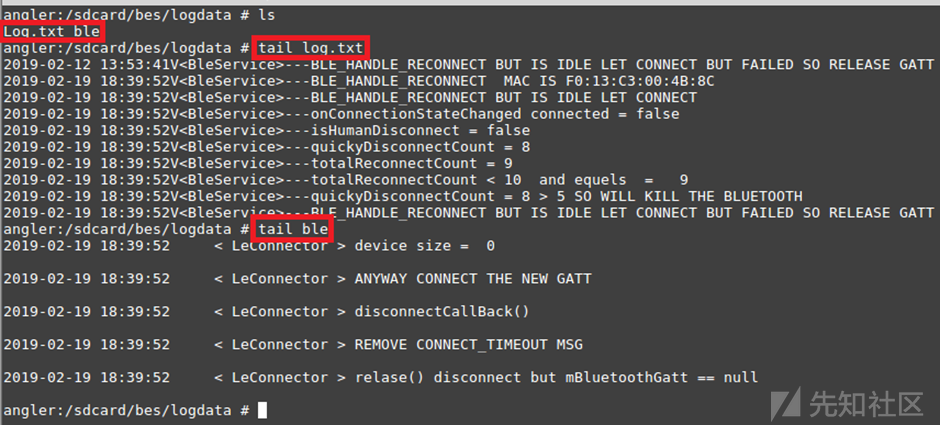 angler:/sdcard/bes/logdata # ls
Log.txt ble
angler:/sdcard/bes/logdata # tail log.txt
2019-02-12 13:53:41V<BleService>---BLE_HANDLE_RECONNECT BUT IS IDLE LET CONNECT BUT FAILED SO RELEASE GATT
2019-02-19 18:39:52V<BleService>---BLE_HANDLE_RECONNECT  MAC IS F0:13:C3:00:4B:8C
2019-02-19 18:39:52V<BleService>---BLE_HANDLE_RECONNECT BUT IS IDLE LET CONNECT
2019-02-19 18:39:52V<BleService>---onConnectionStateChanged connected = false
2019-02-19 18:39:52V<BleService>---isHumanDisconnect = false
2019-02-19 18:39:52V<BleService>---quickyDisconnectCount = 8
2019-02-19 18:39:52V<BleService>---totalReconnectCount = 9
2019-02-19 18:39:52V<BleService>---totalReconnectCount < 10  and equels  =   9
2019-02-19 18:39:52V<BleService>---quickyDisconnectCount = 8 > 5 SO WILL KILL THE BLUETOOTH
2019-02-19 18:39:52V<BleService>---BLE_HANDLE_RECONNECT BUT IS IDLE LET CONNECT BUT FAILED SO RELEASE GATT
angler:/sdcard/bes/logdata # tail ble
2019-02-19 18:39:52     < LeConnector > device size =  0
2019-02-19 18:39:52     < LeConnector > ANYWAY CONNECT THE NEW GATT
2019-02-19 18:39:52     < LeConnector > disconnectCallBack()
2019-02-19 18:39:52     < LeConnector > REMOVE CONNECT_TIMEOUT MSG
2019-02-19 18:39:52     < LeConnector > relase() disconnect but mBluetoothGatt == null
angler:/sdcard/bes/logdata #
先知社区